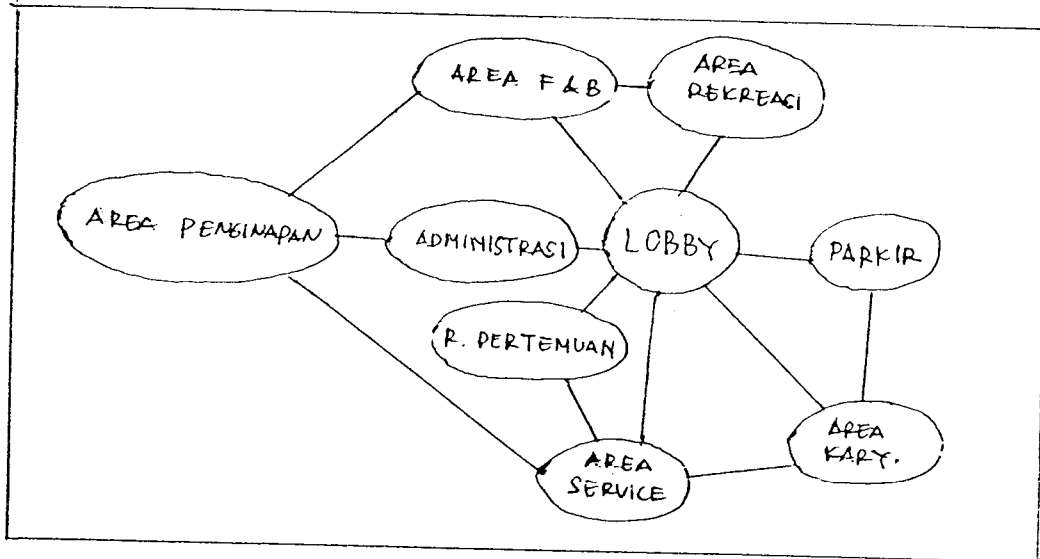 AREA F & B
AREA
REKREASI
AREA PENGINAPAN
ADMINISTRASI
LOBBY
PARKIR
R. PERTEMUAN
AREA
KARY.
AREA
SERVICE